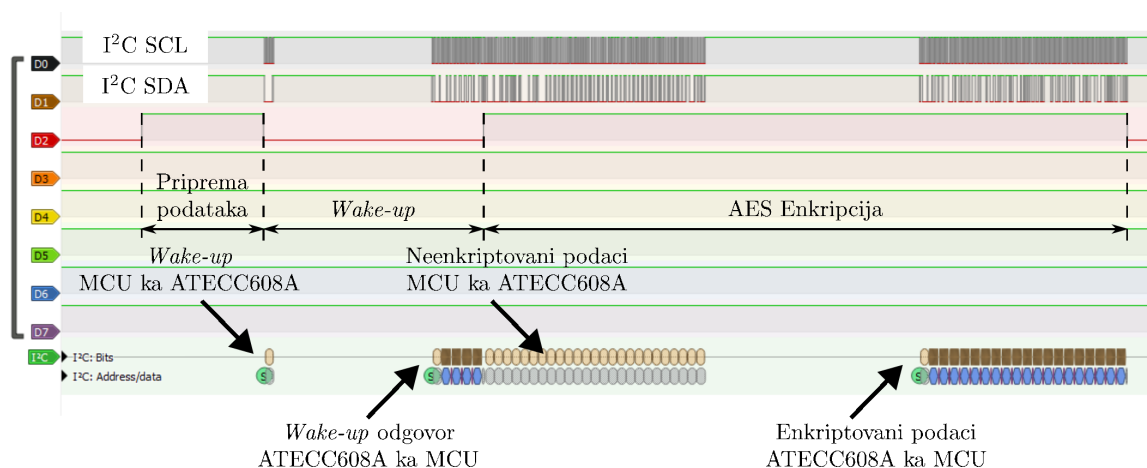 I²C SCL
D0
I²C SDA
D1
D2
D3
Priprema
podataka
Wake-up
AES Enkripcija
D4
D5
Wake-up
MCU ka ATECC608A
Neenkriptovani podaci
MCU ka ATECC608A
D6
D7
I²C
I²C: Bits
I²C: Address/data
S
S
S
Wake-up odgovor
ATECC608A ka MCU
Enkriptovani podaci
ATECC608A ka MCU